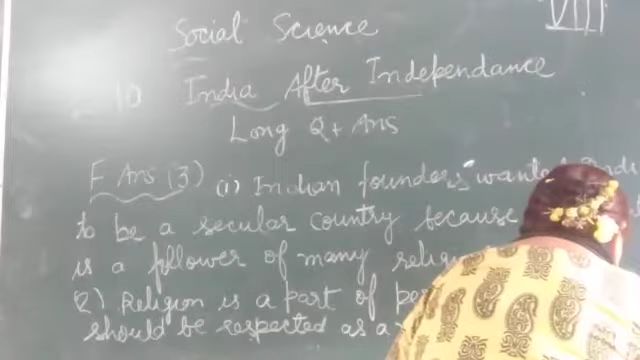 VIII
Social Science
10 India After Independance
Long Q + Ans
F Ans (3) (i) Indian founders wanted
to be a secular country because
is a follower of many
2) Religion is a part of
should be respected as a